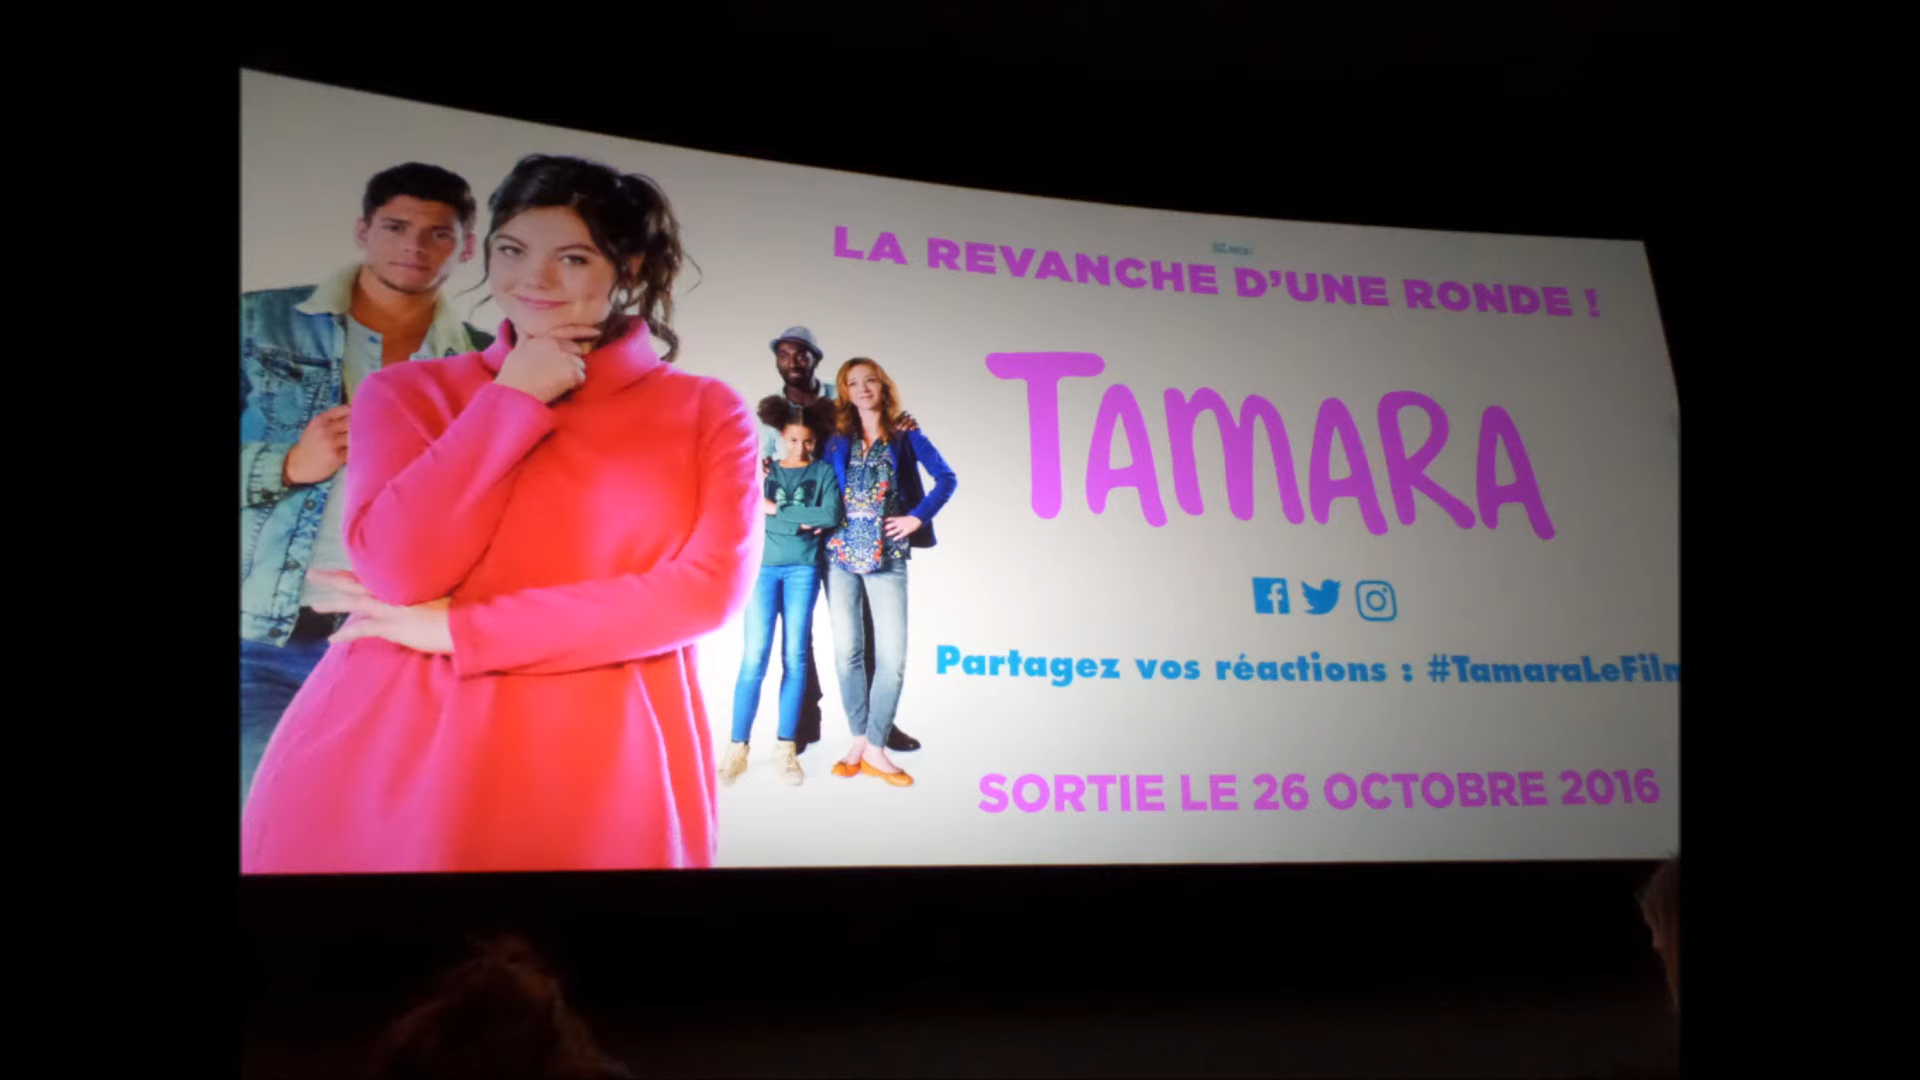 LA REVANCHE D'UNE RONDE !
TAMARA
Partagez vos réactions : #TamaraLeFilm
SORTIE LE 26 OCTOBRE 2016